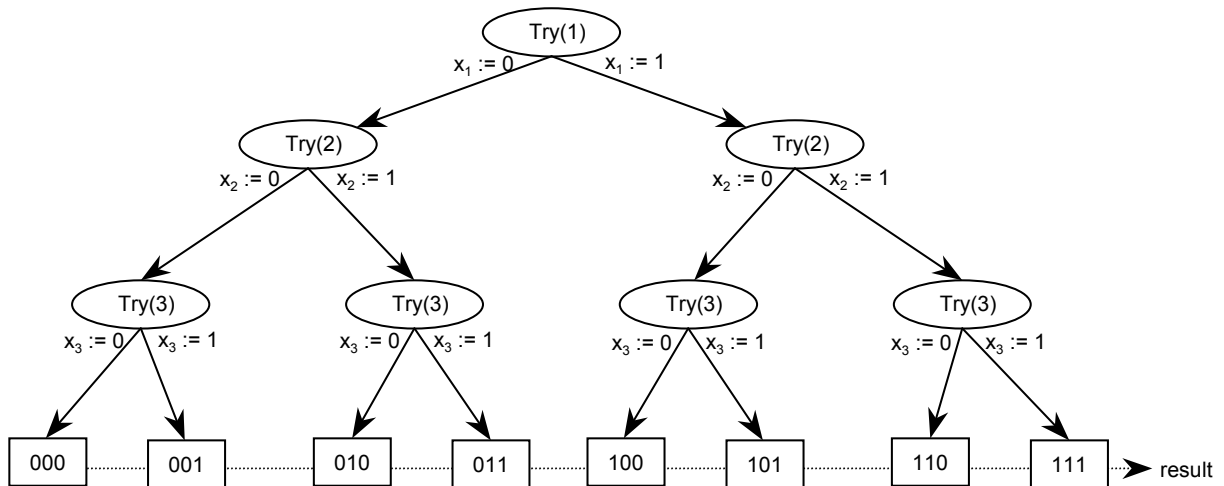 Try(1)
x₁ := 0 x₁ := 1
Try(2) Try(2)
x₂ := 0 x₂ := 1 x₂ := 0 x₂ := 1
Try(3) Try(3) Try(3) Try(3)
x₃ := 0 x₃ := 1 x₃ := 0 x₃ := 1 x₃ := 0 x₃ := 1 x₃ := 0 x₃ := 1
000 001 010 011 100 101 110 111 result